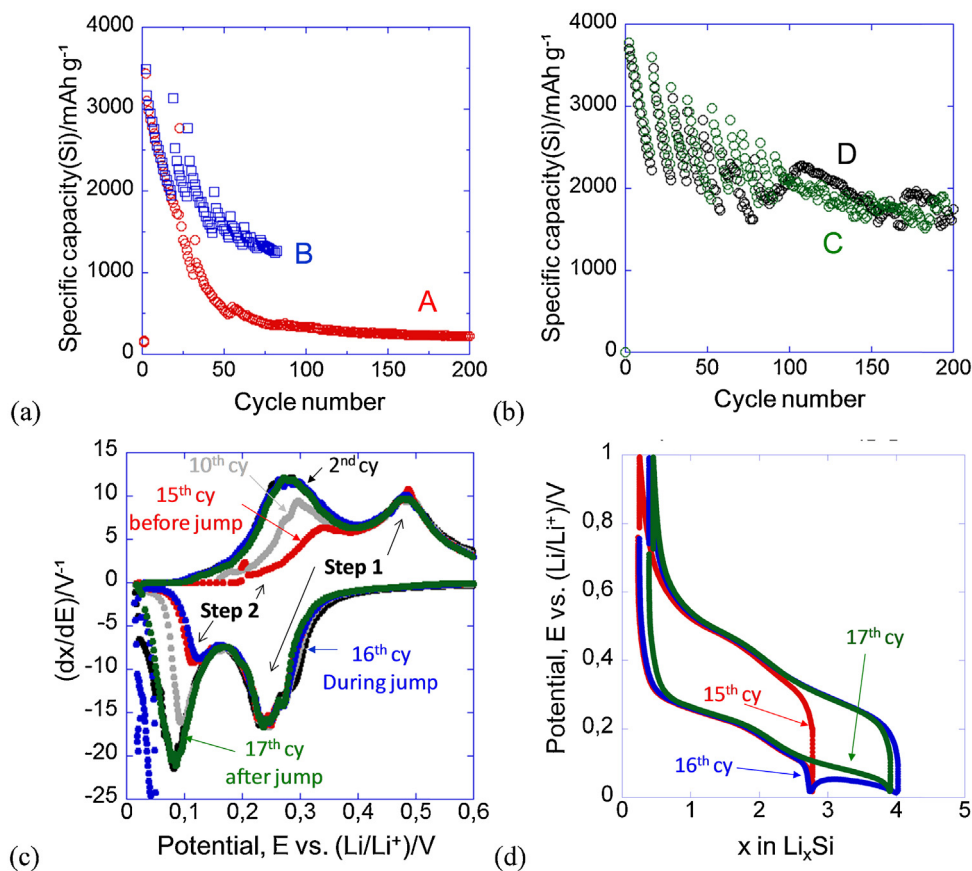 Specific capacity(Si)/mAh g⁻¹
4000
3000
2000
1000
0
B
A
0 50 100 150 200
Cycle number
(a)
Specific capacity(Si)/mAh g⁻¹
4000
3000
2000
1000
0
D
C
0 50 100 150 200
Cycle number
(b)
(dx/dE)/V⁻¹
15
10
5
0
5
-10
-15
-20
-25
10th cy
2nd cy
15th cy
before jump
Step 1
Step 2
16th cy
During jump
17th cy
after jump
0 0,1 0,2 0,3 0,4 0,5 0,6
Potential, E vs. (Li/Li⁺)/V
(c)
Potential, E vs. (Li/Li⁺)/V
1
0.8
0.6
0.4
0.2
0
17th cy
15th cy
16th cy
0 1 2 3 4 5
x in LiₓSi
(d)